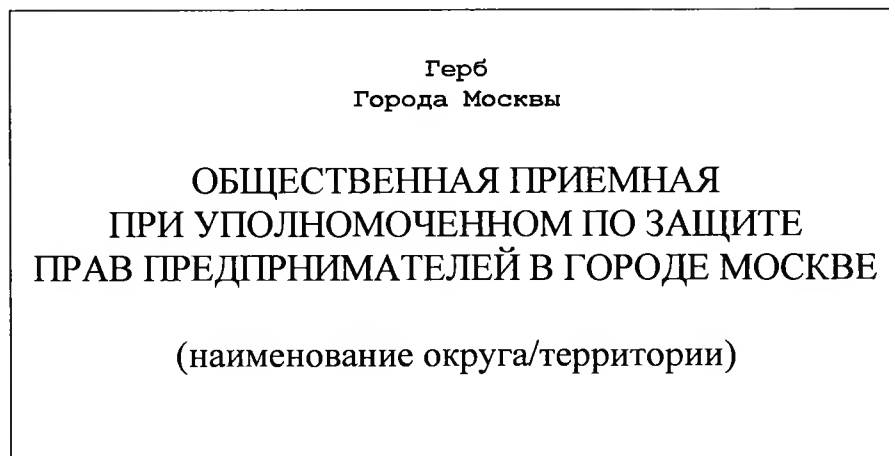 Герб
Города Москвы
ОБЩЕСТВЕННАЯ ПРИЕМНАЯ
ПРИ УПОЛНОМОЧЕННОМ ПО ЗАЩИТЕ
ПРАВ ПРЕДПРНИМАТЕЛЕЙ В ГОРОДЕ МОСКВЕ
(наименование округа/территории)